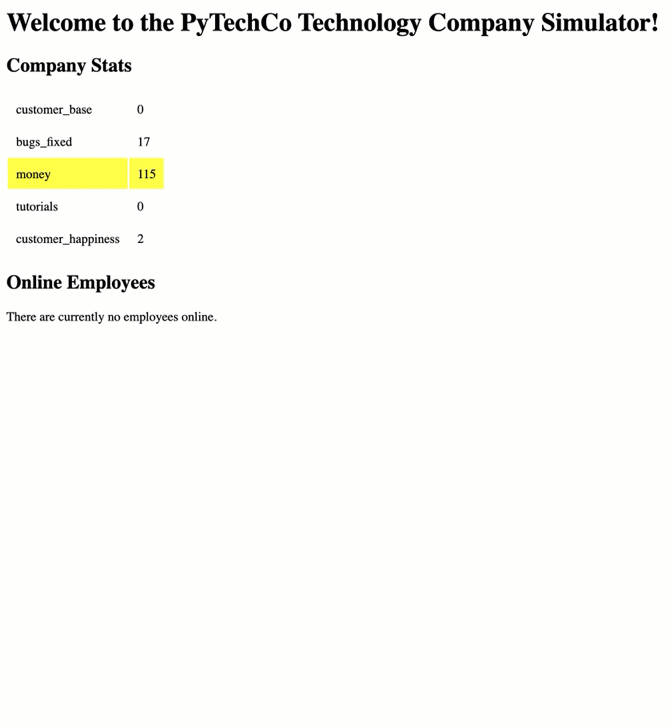 Welcome to the PyTechCo Technology Company Simulator!
Company Stats
customer_base 0
bugs_fixed 17
money 115
tutorials 0
customer_happiness 2
Online Employees
There are currently no employees online.